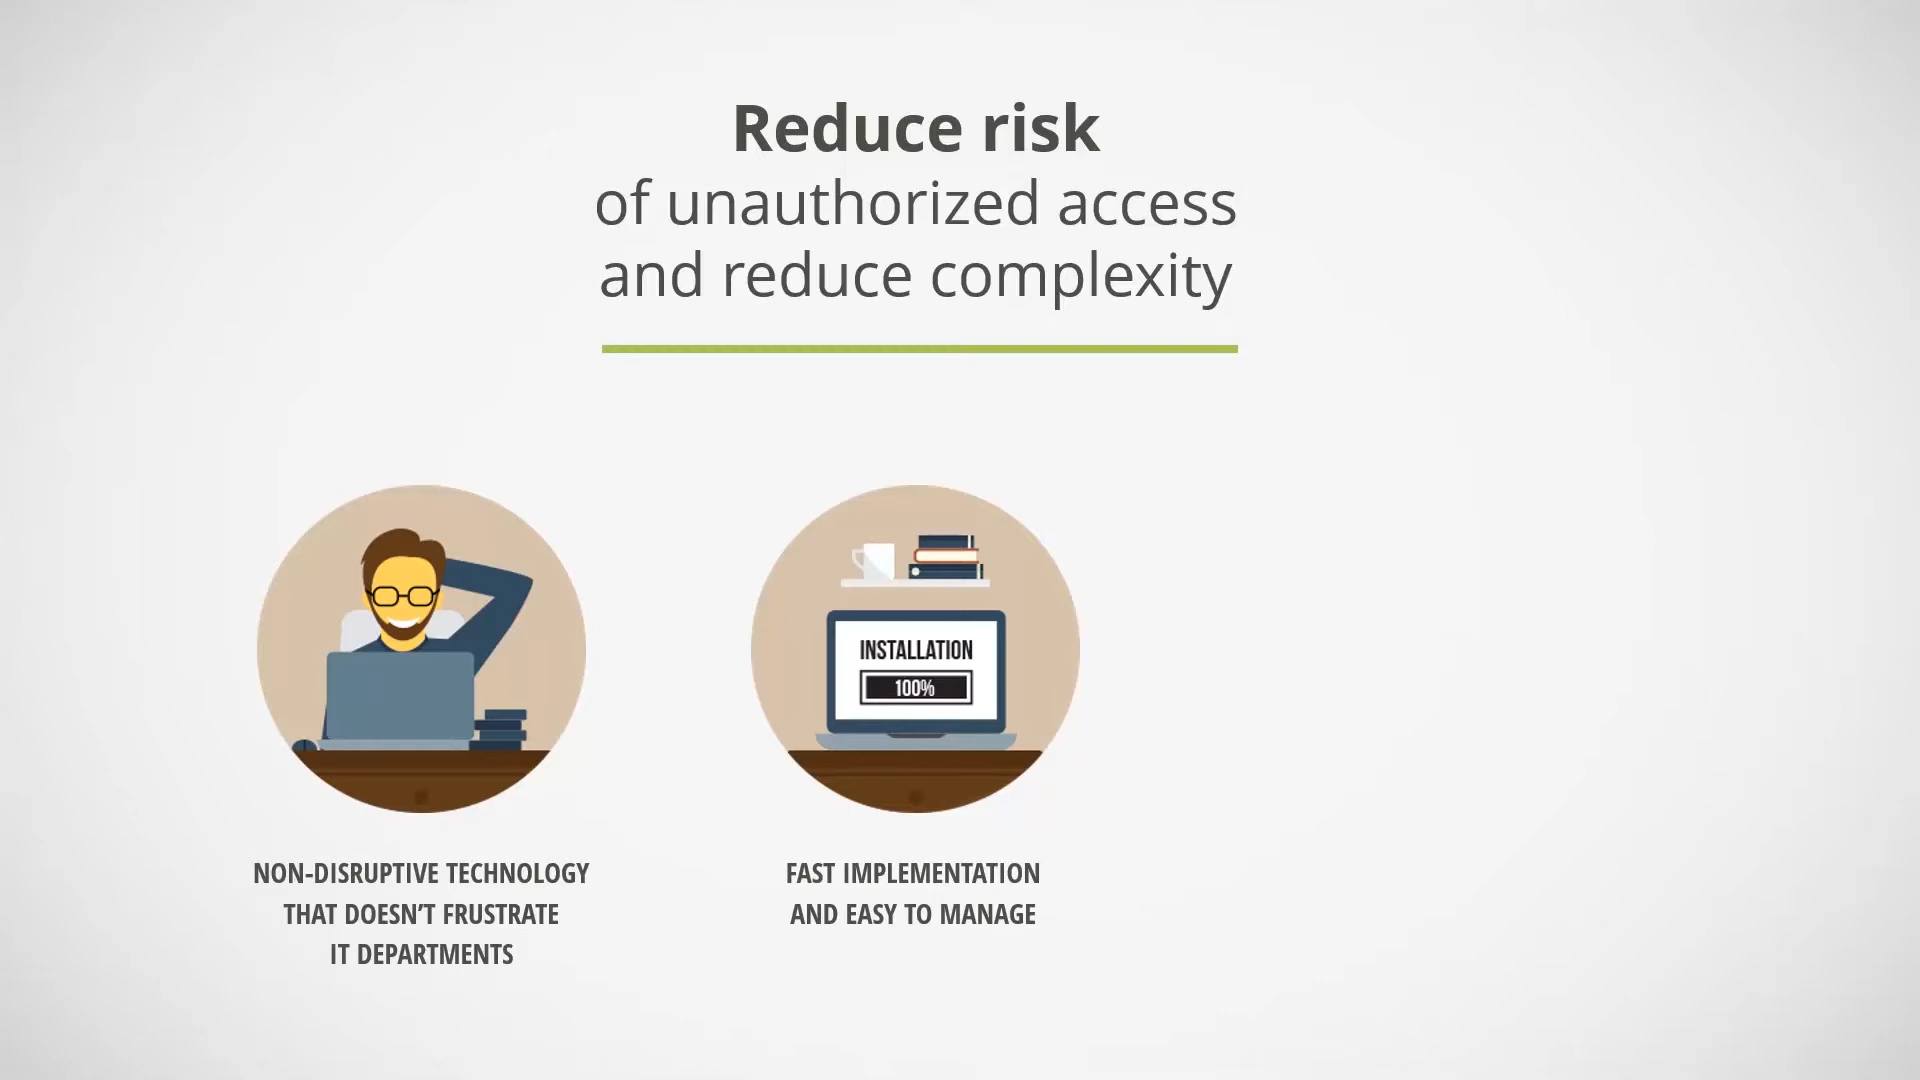 Reduce risk
of unauthorized access
and reduce complexity
INSTALLATION
100%
NON-DISRUPTIVE TECHNOLOGY
THAT DOESN’T FRUSTRATE
IT DEPARTMENTS
FAST IMPLEMENTATION
AND EASY TO MANAGE